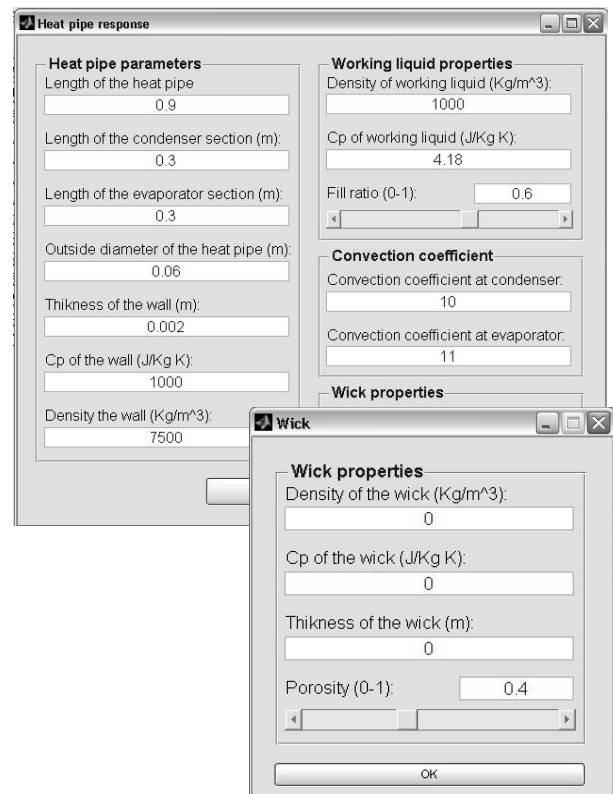 Heat pipe response
Heat pipe parameters
Length of the heat pipe
0.9
Length of the condenser section (m):
0.3
Length of the evaporator section (m):
0.3
Outside diameter of the heat pipe (m):
0.06
Thikness of the wall (m):
0.002
Cp of the wall (J/Kg K):
1000
Density the wall (Kg/m^3):
7500
Working liquid properties
Density of working liquid (Kg/m^3):
1000
Cp of working liquid (J/Kg K):
4.18
Fill ratio (0-1):
0.6
Convection coefficient
Convection coefficient at condenser:
10
Convection coefficient at evaporator:
11
Wick properties
Wick
Wick properties
Density of the wick (Kg/m^3):
0
Cp of the wick (J/Kg K):
0
Thikness of the wick (m):
0
Porosity (0-1):
0.4
OK